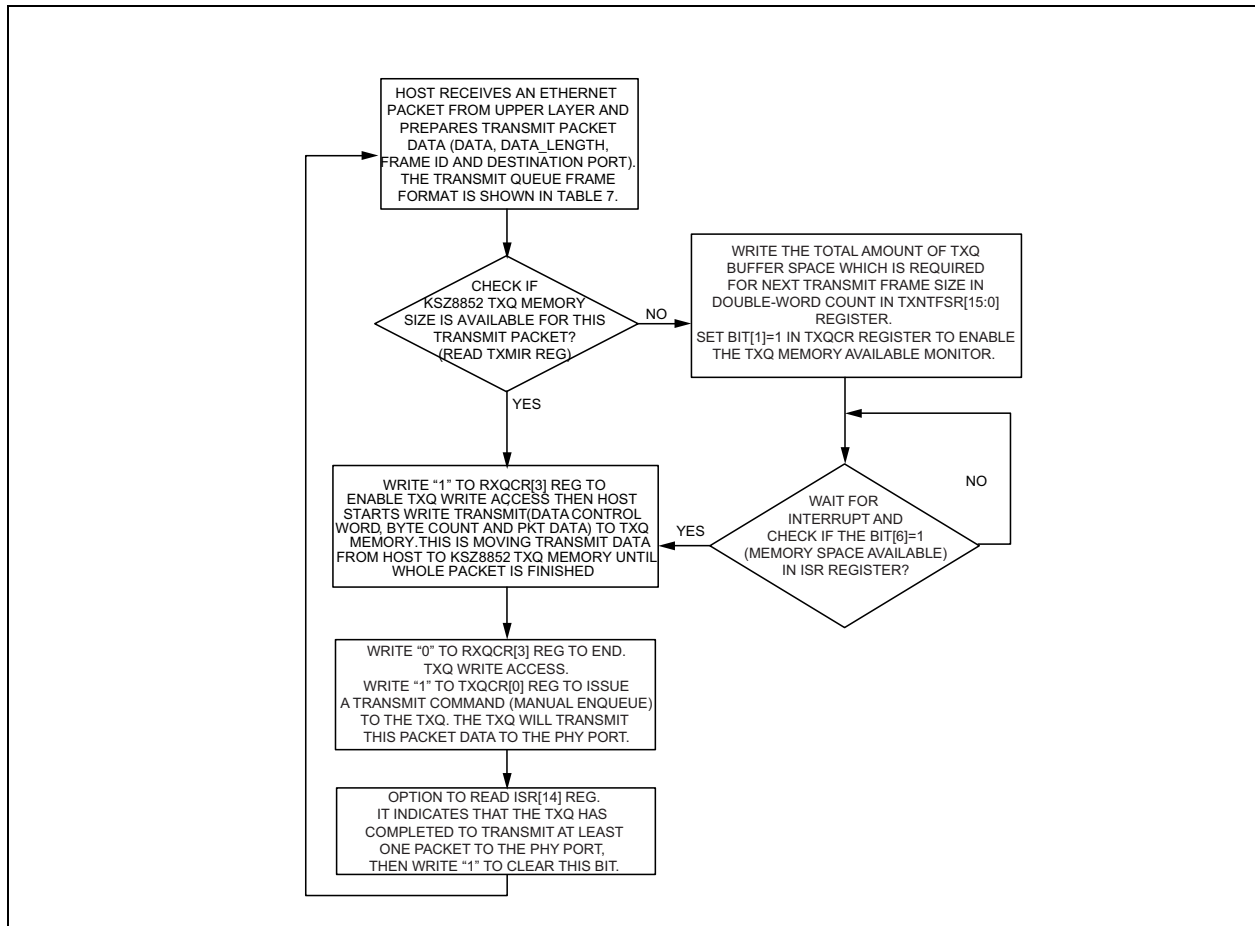 HOST RECEIVES AN ETHERNET
PACKET FROM UPPER LAYER AND
PREPARES TRANSMIT PACKET
DATA (DATA, DATA_LENGTH,
FRAME ID AND DESTINATION PORT).
THE TRANSMIT QUEUE FRAME
FORMAT IS SHOWN IN TABLE 7.
CHECK IF
KSZ8852 TXQ MEMORY
SIZE IS AVAILABLE FOR THIS
TRANSMIT PACKET?
(READ TXMIR REG)
NO
WRITE THE TOTAL AMOUNT OF TXQ
BUFFER SPACE WHICH IS REQUIRED
FOR NEXT TRANSMIT FRAME SIZE IN
DOUBLE-WORD COUNT IN TXNTFSR[15:0]
REGISTER.
SET BIT[1]=1 IN TXQCR REGISTER TO ENABLE
THE TXQ MEMORY AVAILABLE MONITOR.
YES
WAIT FOR
INTERRUPT AND
CHECK IF THE BIT[6]=1
(MEMORY SPACE AVAILABLE)
IN ISR REGISTER?
NO
YES
WRITE “1” TO RXQCR[3] REG TO
ENABLE TXQ WRITE ACCESS THEN HOST
STARTS WRITE TRANSMIT(DATA CONTROL
WORD, BYTE COUNT AND PKT DATA) TO TXQ
MEMORY.THIS IS MOVING TRANSMIT DATA
FROM HOST TO KSZ8852 TXQ MEMORY UNTIL
WHOLE PACKET IS FINISHED
WRITE “0” TO RXQCR[3] REG TO END.
TXQ WRITE ACCESS.
WRITE “1” TO TXQCR[0] REG TO ISSUE
A TRANSMIT COMMAND (MANUAL ENQUEUE)
TO THE TXQ. THE TXQ WILL TRANSMIT
THIS PACKET DATA TO THE PHY PORT.
OPTION TO READ ISR[14] REG.
IT INDICATES THAT THE TXQ HAS
COMPLETED TO TRANSMIT AT LEAST
ONE PACKET TO THE PHY PORT,
THEN WRITE “1” TO CLEAR THIS BIT.